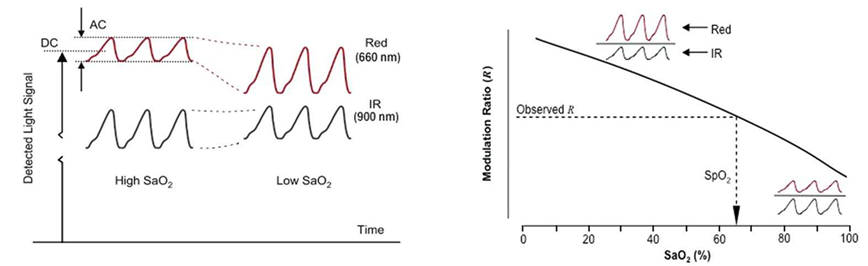 AC
DC
Red
(660 nm)
IR
(900 nm)
Detected Light Signal
High SaO₂
Low SaO₂
Time
Red
IR
Modulation Ratio (R)
Observed R
SpO₂
0
20
40
60
80
100
SaO₂ (%)